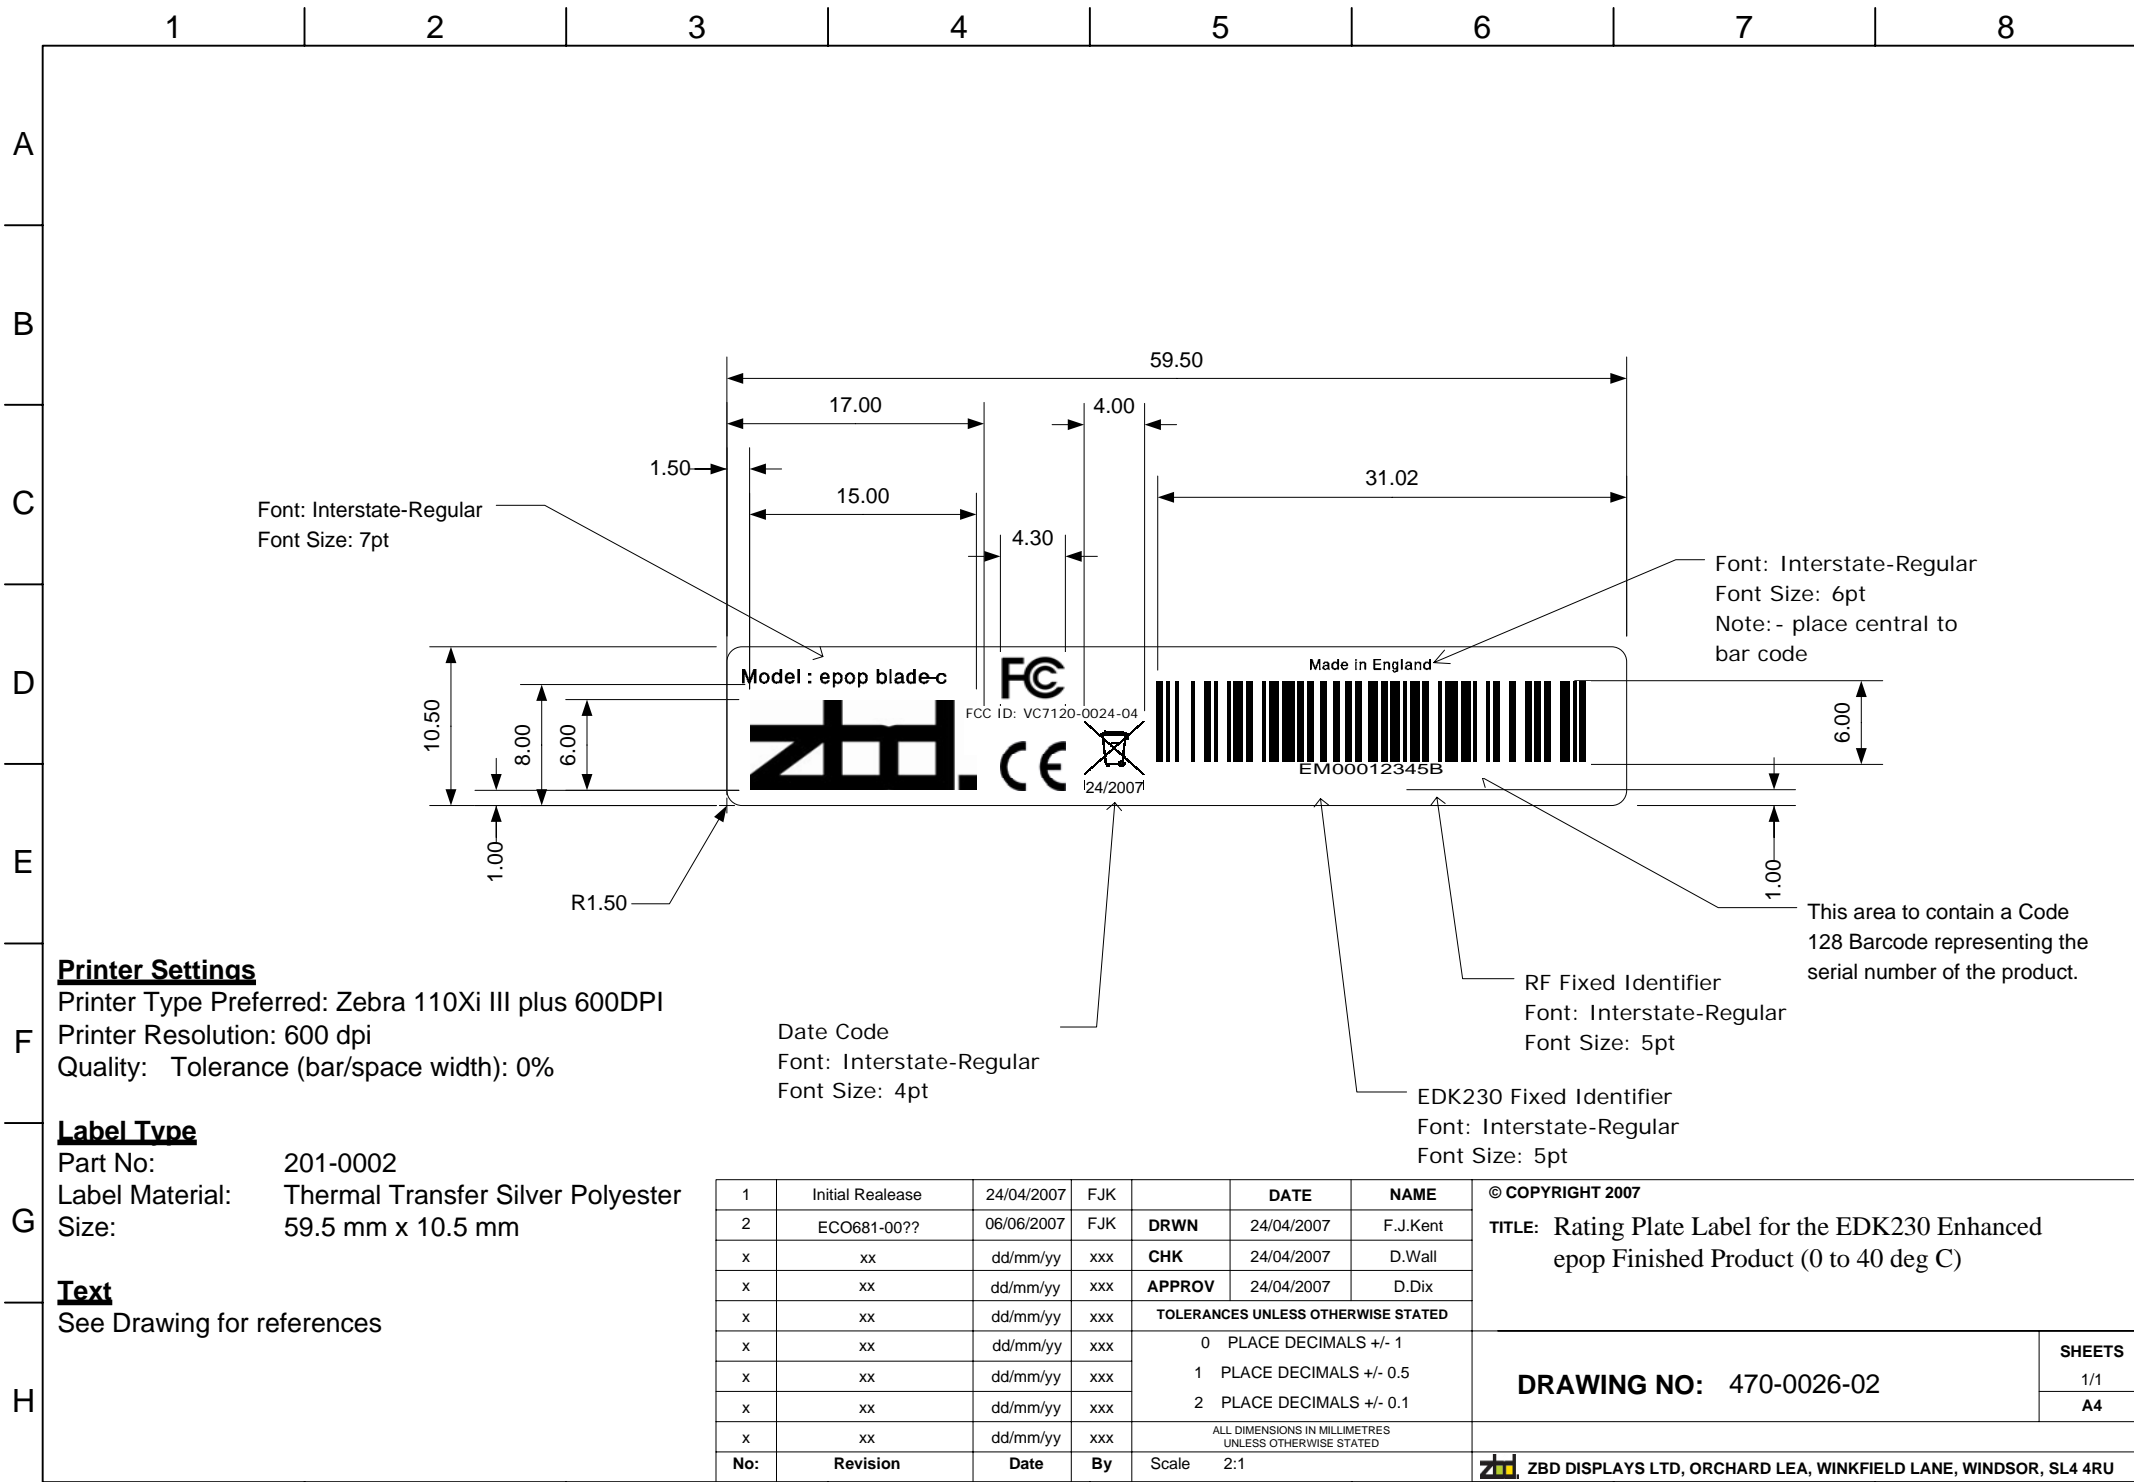 1 2 3 4 5 6 7 8
A
B
C
D
E
F
G
H
59.50
17.00
4.00
1.50
15.00
31.02
4.30
Font: Interstate-Regular
Font Size: 7pt
Font: Interstate-Regular
Font Size: 6pt
Note:- place central to
bar code
10.50
8.00
6.00
1.00
R1.50
Model : epop blade-c
FC
FCC ID: VC7120-0024-04
zbd.
CE
24/2007
Made in England
EM00012345B
6.00
1.00
This area to contain a Code
128 Barcode representing the
serial number of the product.
RF Fixed Identifier
Font: Interstate-Regular
Font Size: 5pt
Date Code
Font: Interstate-Regular
Font Size: 4pt
EDK230 Fixed Identifier
Font: Interstate-Regular
Font Size: 5pt
Printer Settings
Printer Type Preferred: Zebra 110Xi III plus 600DPI
Printer Resolution: 600 dpi
Quality: Tolerance (bar/space width): 0%
Label Type
Part No: 201-0002
Label Material: Thermal Transfer Silver Polyester
Size: 59.5 mm x 10.5 mm
Text
See Drawing for references
1 Initial Realease 24/04/2007 FJK
2 ECO681-00?? 06/06/2007 FJK
x xx dd/mm/yy xxx
x xx dd/mm/yy xxx
x xx dd/mm/yy xxx
x xx dd/mm/yy xxx
x xx dd/mm/yy xxx
x xx dd/mm/yy xxx
x xx dd/mm/yy xxx
No: Revision Date By
DATE NAME
DRWN 24/04/2007 F.J.Kent
CHK 24/04/2007 D.Wall
APPROV 24/04/2007 D.Dix
TOLERANCES UNLESS OTHERWISE STATED
0 PLACE DECIMALS +/- 1
1 PLACE DECIMALS +/- 0.5
2 PLACE DECIMALS +/- 0.1
ALL DIMENSIONS IN MILLIMETRES
UNLESS OTHERWISE STATED
Scale 2:1
© COPYRIGHT 2007
TITLE: Rating Plate Label for the EDK230 Enhanced
epop Finished Product (0 to 40 deg C)
DRAWING NO: 470-0026-02
SHEETS
1/1
A4
zbd. ZBD DISPLAYS LTD, ORCHARD LEA, WINKFIELD LANE, WINDSOR, SL4 4RU